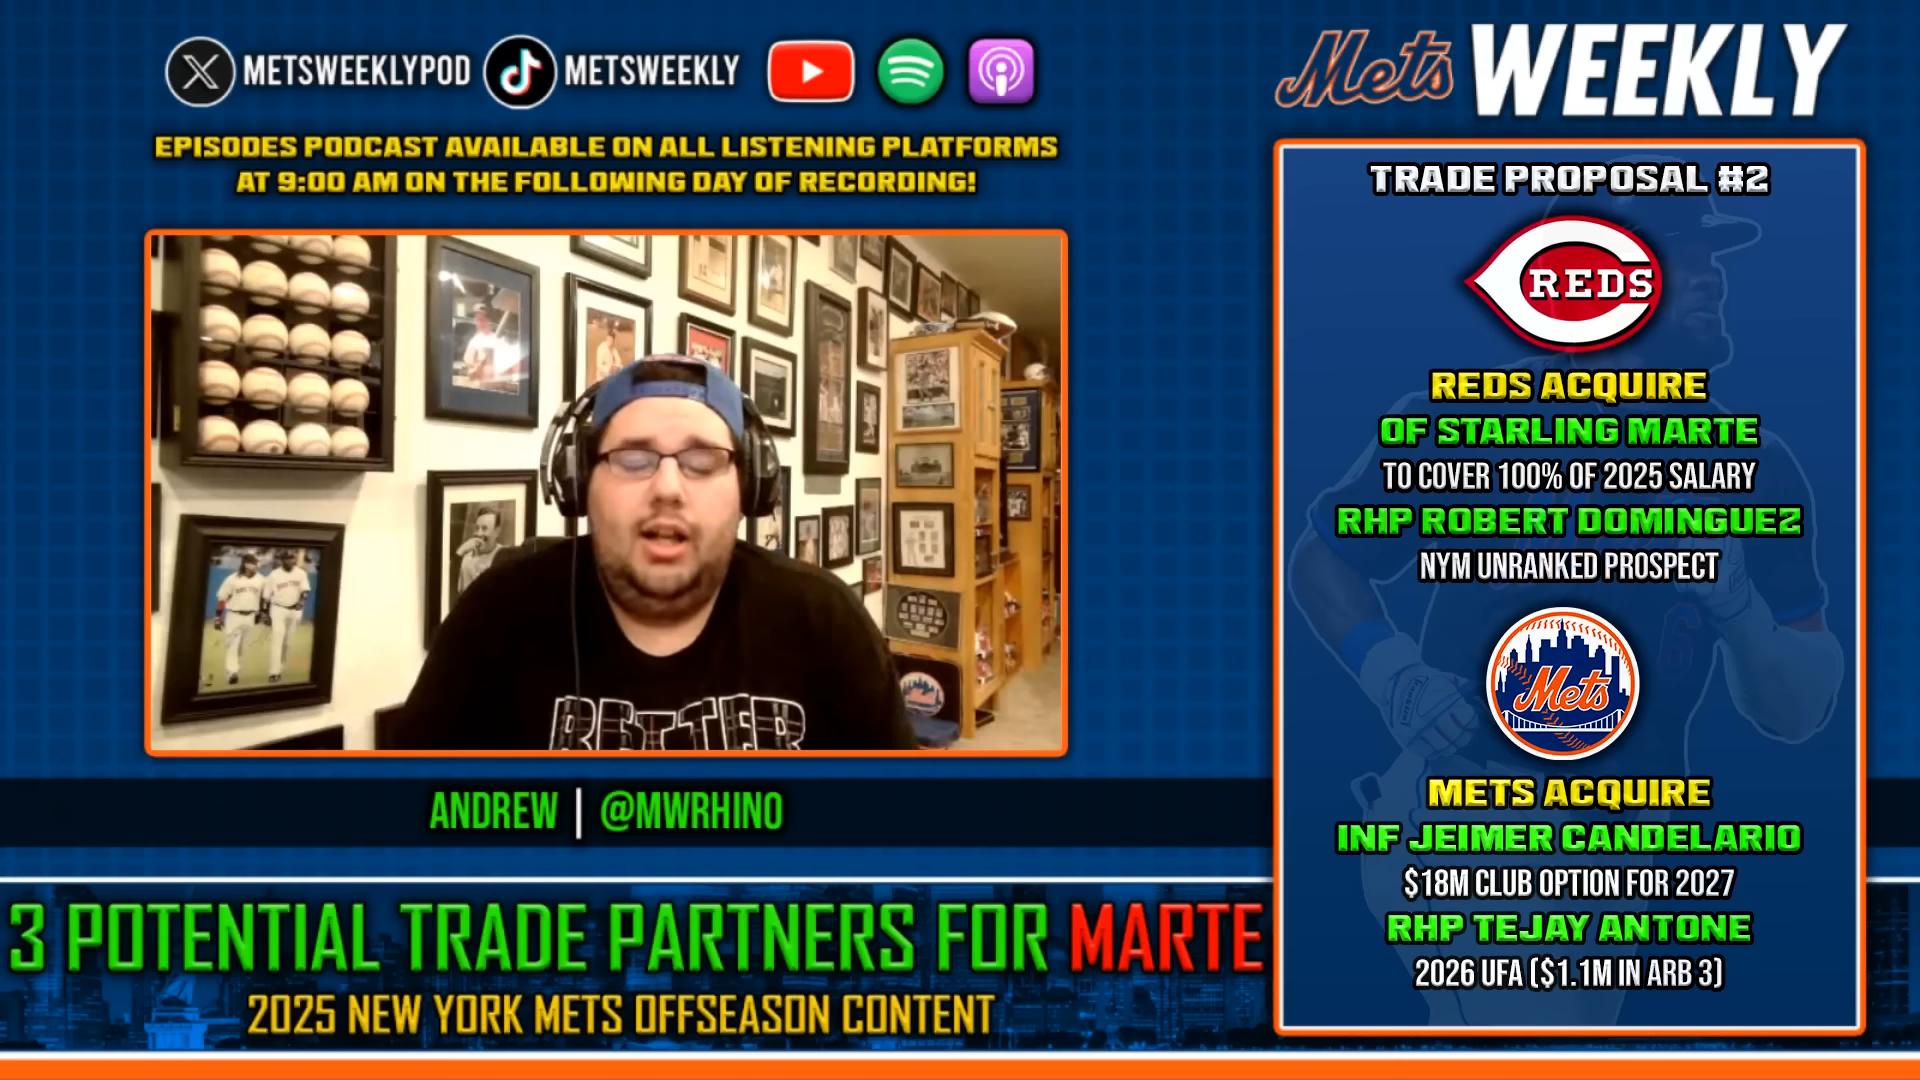 METSWEEKLYPOD
METSWEEKLY
EPISODES PODCAST AVAILABLE ON ALL LISTENING PLATFORMS
AT 9:00 AM ON THE FOLLOWING DAY OF RECORDING!
Mets WEEKLY
TRADE PROPOSAL #2
REDS
REDS ACQUIRE
OF STARLING MARTE
TO COVER 100% OF 2025 SALARY
RHP ROBERT DOMINGUEZ
NYM UNRANKED PROSPECT
Mets
METS ACQUIRE
INF JEIMER CANDELARIO
$18M CLUB OPTION FOR 2027
RHP TEJAY ANTONE
2026 UFA ($1.1M IN ARB 3)
BETTER
Mets
ANDREW | @MWRHINO
3 POTENTIAL TRADE PARTNERS FOR MARTE
2025 NEW YORK METS OFFSEASON CONTENT